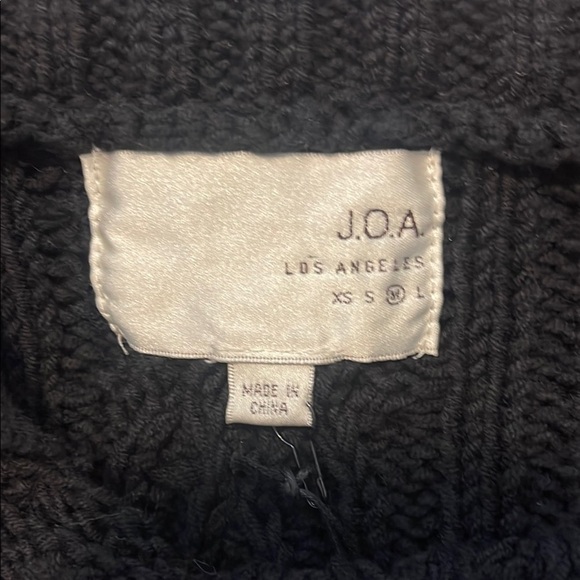 J.O.A.
LOS ANGELES
XS S M L
MADE IN
CHINA